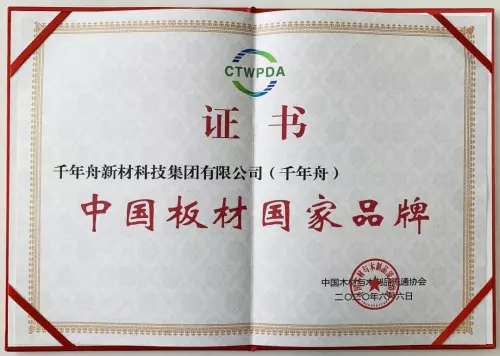 CTWPDA
证书
千年舟新材科技集团有限公司（千年舟）
中国板材国家品牌
中国木材与木制品流通协会
二〇二〇年六月六日